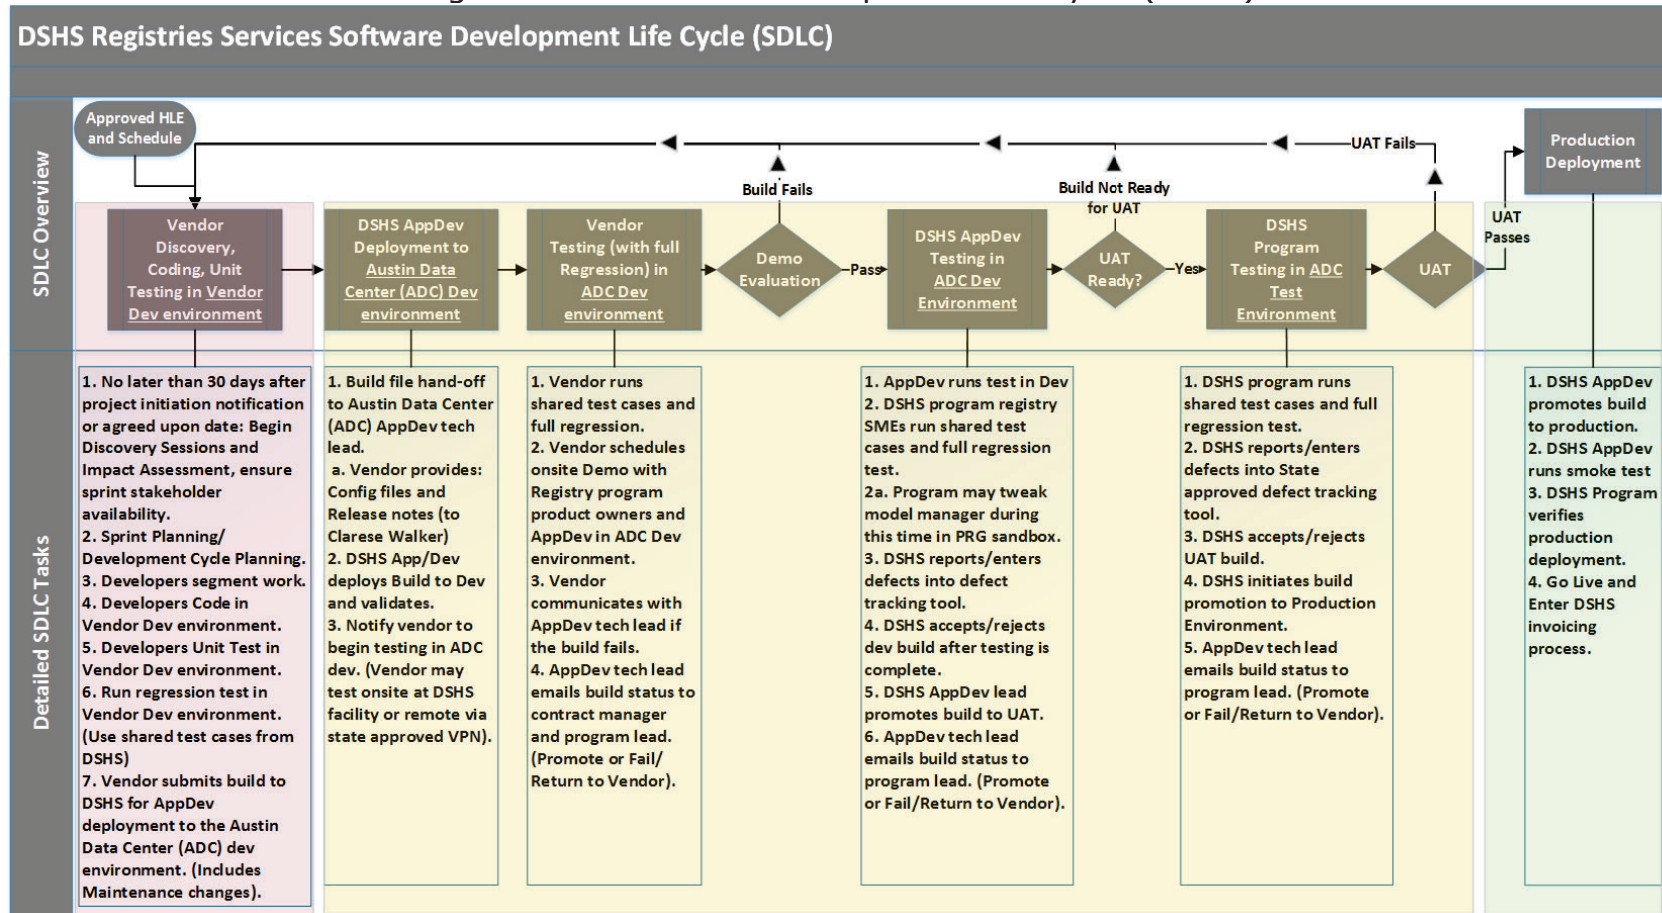 DSHS Registries Services Software Development Life Cycle (SDLC)
SDLC Overview
Approved HLE
and Schedule
Vendor
Discovery,
Coding, Unit
Testing in Vendor
Dev environment
DSHS AppDev
Deployment to
Austin Data
Center (ADC) Dev
environment
Vendor
Testing (with full
Regression) in
ADC Dev
environment
Build Fails
Demo
Evaluation
Pass
DSHS AppDev
Testing in
ADC Dev
Environment
Build Not Ready
for UAT
UAT
Ready?
Yes
DSHS
Program
Testing in ADC
Test
Environment
UAT Fails
UAT
UAT
Passes
Production
Deployment
Detailed SDLC Tasks
1. No later than 30 days after
project initiation notification
or agreed upon date: Begin
Discovery Sessions and
Impact Assessment, ensure
sprint stakeholder
availability.
2. Sprint Planning/
Development Cycle Planning.
3. Developers segment work.
4. Developers Code in
Vendor Dev environment.
5. Developers Unit Test in
Vendor Dev environment.
6. Run regression test in
Vendor Dev environment.
(Use shared test cases from
DSHS)
7. Vendor submits build to
DSHS for AppDev
deployment to the Austin
Data Center (ADC) dev
environment. (Includes
Maintenance changes).
1. Build file hand-off
to Austin Data Center
(ADC) AppDev tech
lead.
a. Vendor provides:
Config files and
Release notes (to
Clarese Walker)
2. DSHS App/Dev
deploys Build to Dev
and validates.
3. Notify vendor to
begin testing in ADC
dev. (Vendor may
test onsite at DSHS
facility or remote via
state approved VPN).
1. Vendor runs
shared test cases and
full regression.
2. Vendor schedules
onsite Demo with
Registry program
product owners and
AppDev in ADC Dev
environment.
3. Vendor
communicates with
AppDev tech lead if
the build fails.
4. AppDev tech lead
emails build status to
contract manager
and program lead.
(Promote or Fail/
Return to Vendor).
1. AppDev runs test in Dev
2. DSHS program registry
SMEs run shared test
cases and full regression
test.
2a. Program may tweak
model manager during
this time in PRG sandbox.
3. DSHS reports/enters
defects into defect
tracking tool.
4. DSHS accepts/rejects
dev build after testing is
complete.
5. DSHS AppDev lead
promotes build to UAT.
6. AppDev tech lead
emails build status to
program lead. (Promote
or Fail/Return to Vendor).
1. DSHS program runs
shared test cases and full
regression test.
2. DSHS reports/enters
defects into State
approved defect tracking
tool.
3. DSHS accepts/rejects
UAT build.
4. DSHS initiates build
promotion to Production
Environment.
5. AppDev tech lead
emails build status to
program lead. (Promote
or Fail/Return to Vendor).
1. DSHS AppDev
promotes build
to production.
2. DSHS AppDev
runs smoke test
3. DSHS Program
verifies
production
deployment.
4. Go Live and
Enter DSHS
invoicing
process.